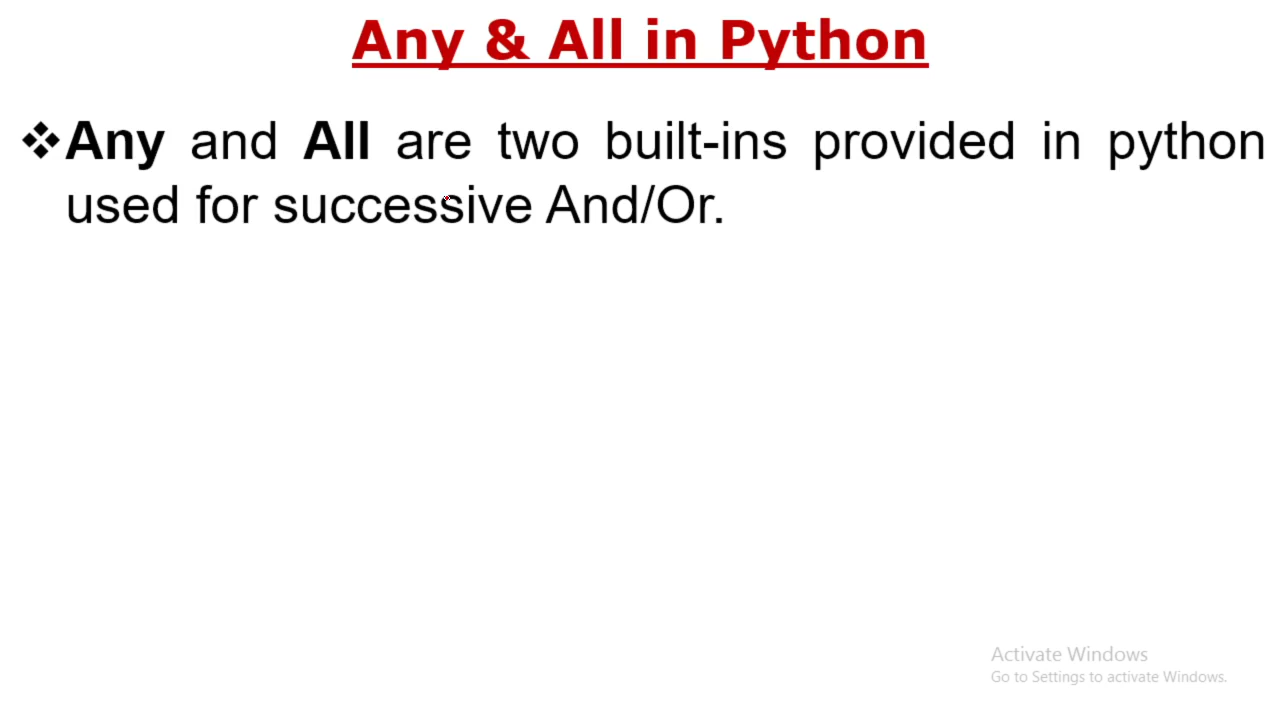 Any & All in Python
❖Any and All are two built-ins provided in python
used for successive And/Or.
Activate Windows
Go to Settings to activate Windows.